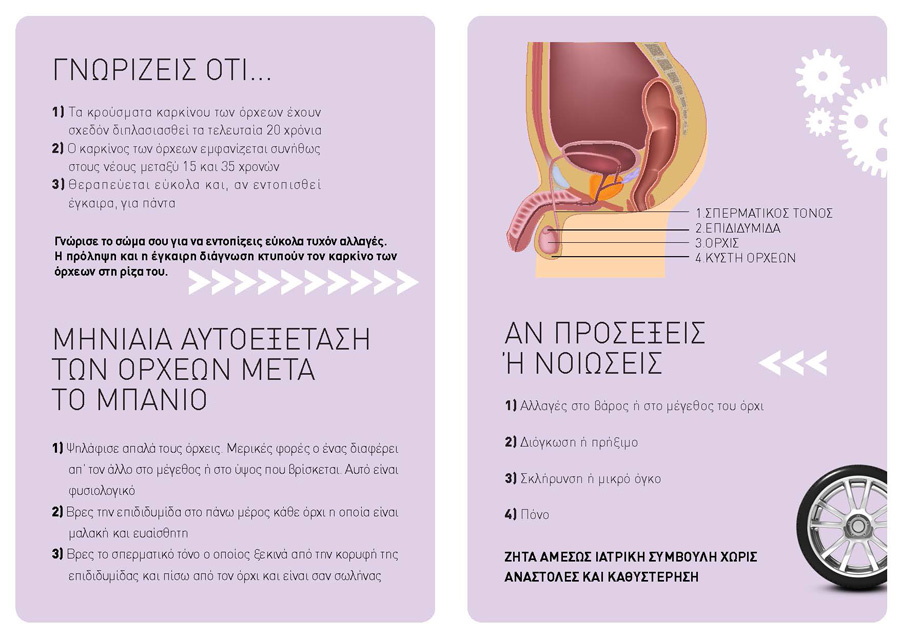 ΓΝΩΡΙΖΕΙΣ ΟΤΙ...
1) Τα κρούσματα καρκίνου των όρχεων έχουν
σχεδόν διπλασιασθεί τα τελευταία 20 χρόνια
2) Ο καρκίνος των όρχεων εμφανίζεται συνήθως
στους νέους μεταξύ 15 και 35 χρονών
3) Θεραπεύεται εύκολα και, αν εντοπισθεί
έγκαιρα, για πάντα
Γνώρισε το σώμα σου για να εντοπίζεις εύκολα τυχόν αλλαγές.
Η πρόληψη και η έγκαιρη διάγνωση κτυπούν τον καρκίνο των
όρχεων στη ρίζα του.
ΜΗΝΙΑΙΑ ΑΥΤΟΕΞΕΤΑΣΗ
ΤΩΝ ΟΡΧΕΩΝ ΜΕΤΑ
ΤΟ ΜΠΑΝΙΟ
1) Ψηλάφισε απαλά τους όρχεις. Μερικές φορές ο ένας διαφέρει
απ' τον άλλο στο μέγεθος ή στο ύψος που βρίσκεται. Αυτό είναι
φυσιολογικό
2) Βρες την επιδιδυμίδα στο πάνω μέρος κάθε όρχι η οποία είναι
μαλακή και ευαίσθητη
3) Βρες το σπερματικό τόνο ο οποίος ξεκινά από την κορυφή της
επιδιδυμίδας και πίσω από τον όρχι και είναι σαν σωλήνας
1.ΣΠΕΡΜΑΤΙΚΟΣ ΤΟΝΟΣ
2.ΕΠΙΔΙΔΥΜΙΔΑ
3.ΟΡΧΙΣ
4.ΚΥΣΤΗ ΟΡΧΕΩΝ
ΑΝ ΠΡΟΣΕΞΕΙΣ
Ή ΝΟΙΩΣΕΙΣ
1) Αλλαγές στο βάρος ή στο μέγεθος του όρχι
2) Διόγκωση ή πρήξιμο
3) Σκλήρυνση ή μικρό όγκο
4) Πόνο
ΖΗΤΑ ΑΜΕΣΩΣ ΙΑΤΡΙΚΗ ΣΥΜΒΟΥΛΗ ΧΩΡΙΣ
ΑΝΑΣΤΟΛΕΣ ΚΑΙ ΚΑΘΥΣΤΕΡΗΣΗ